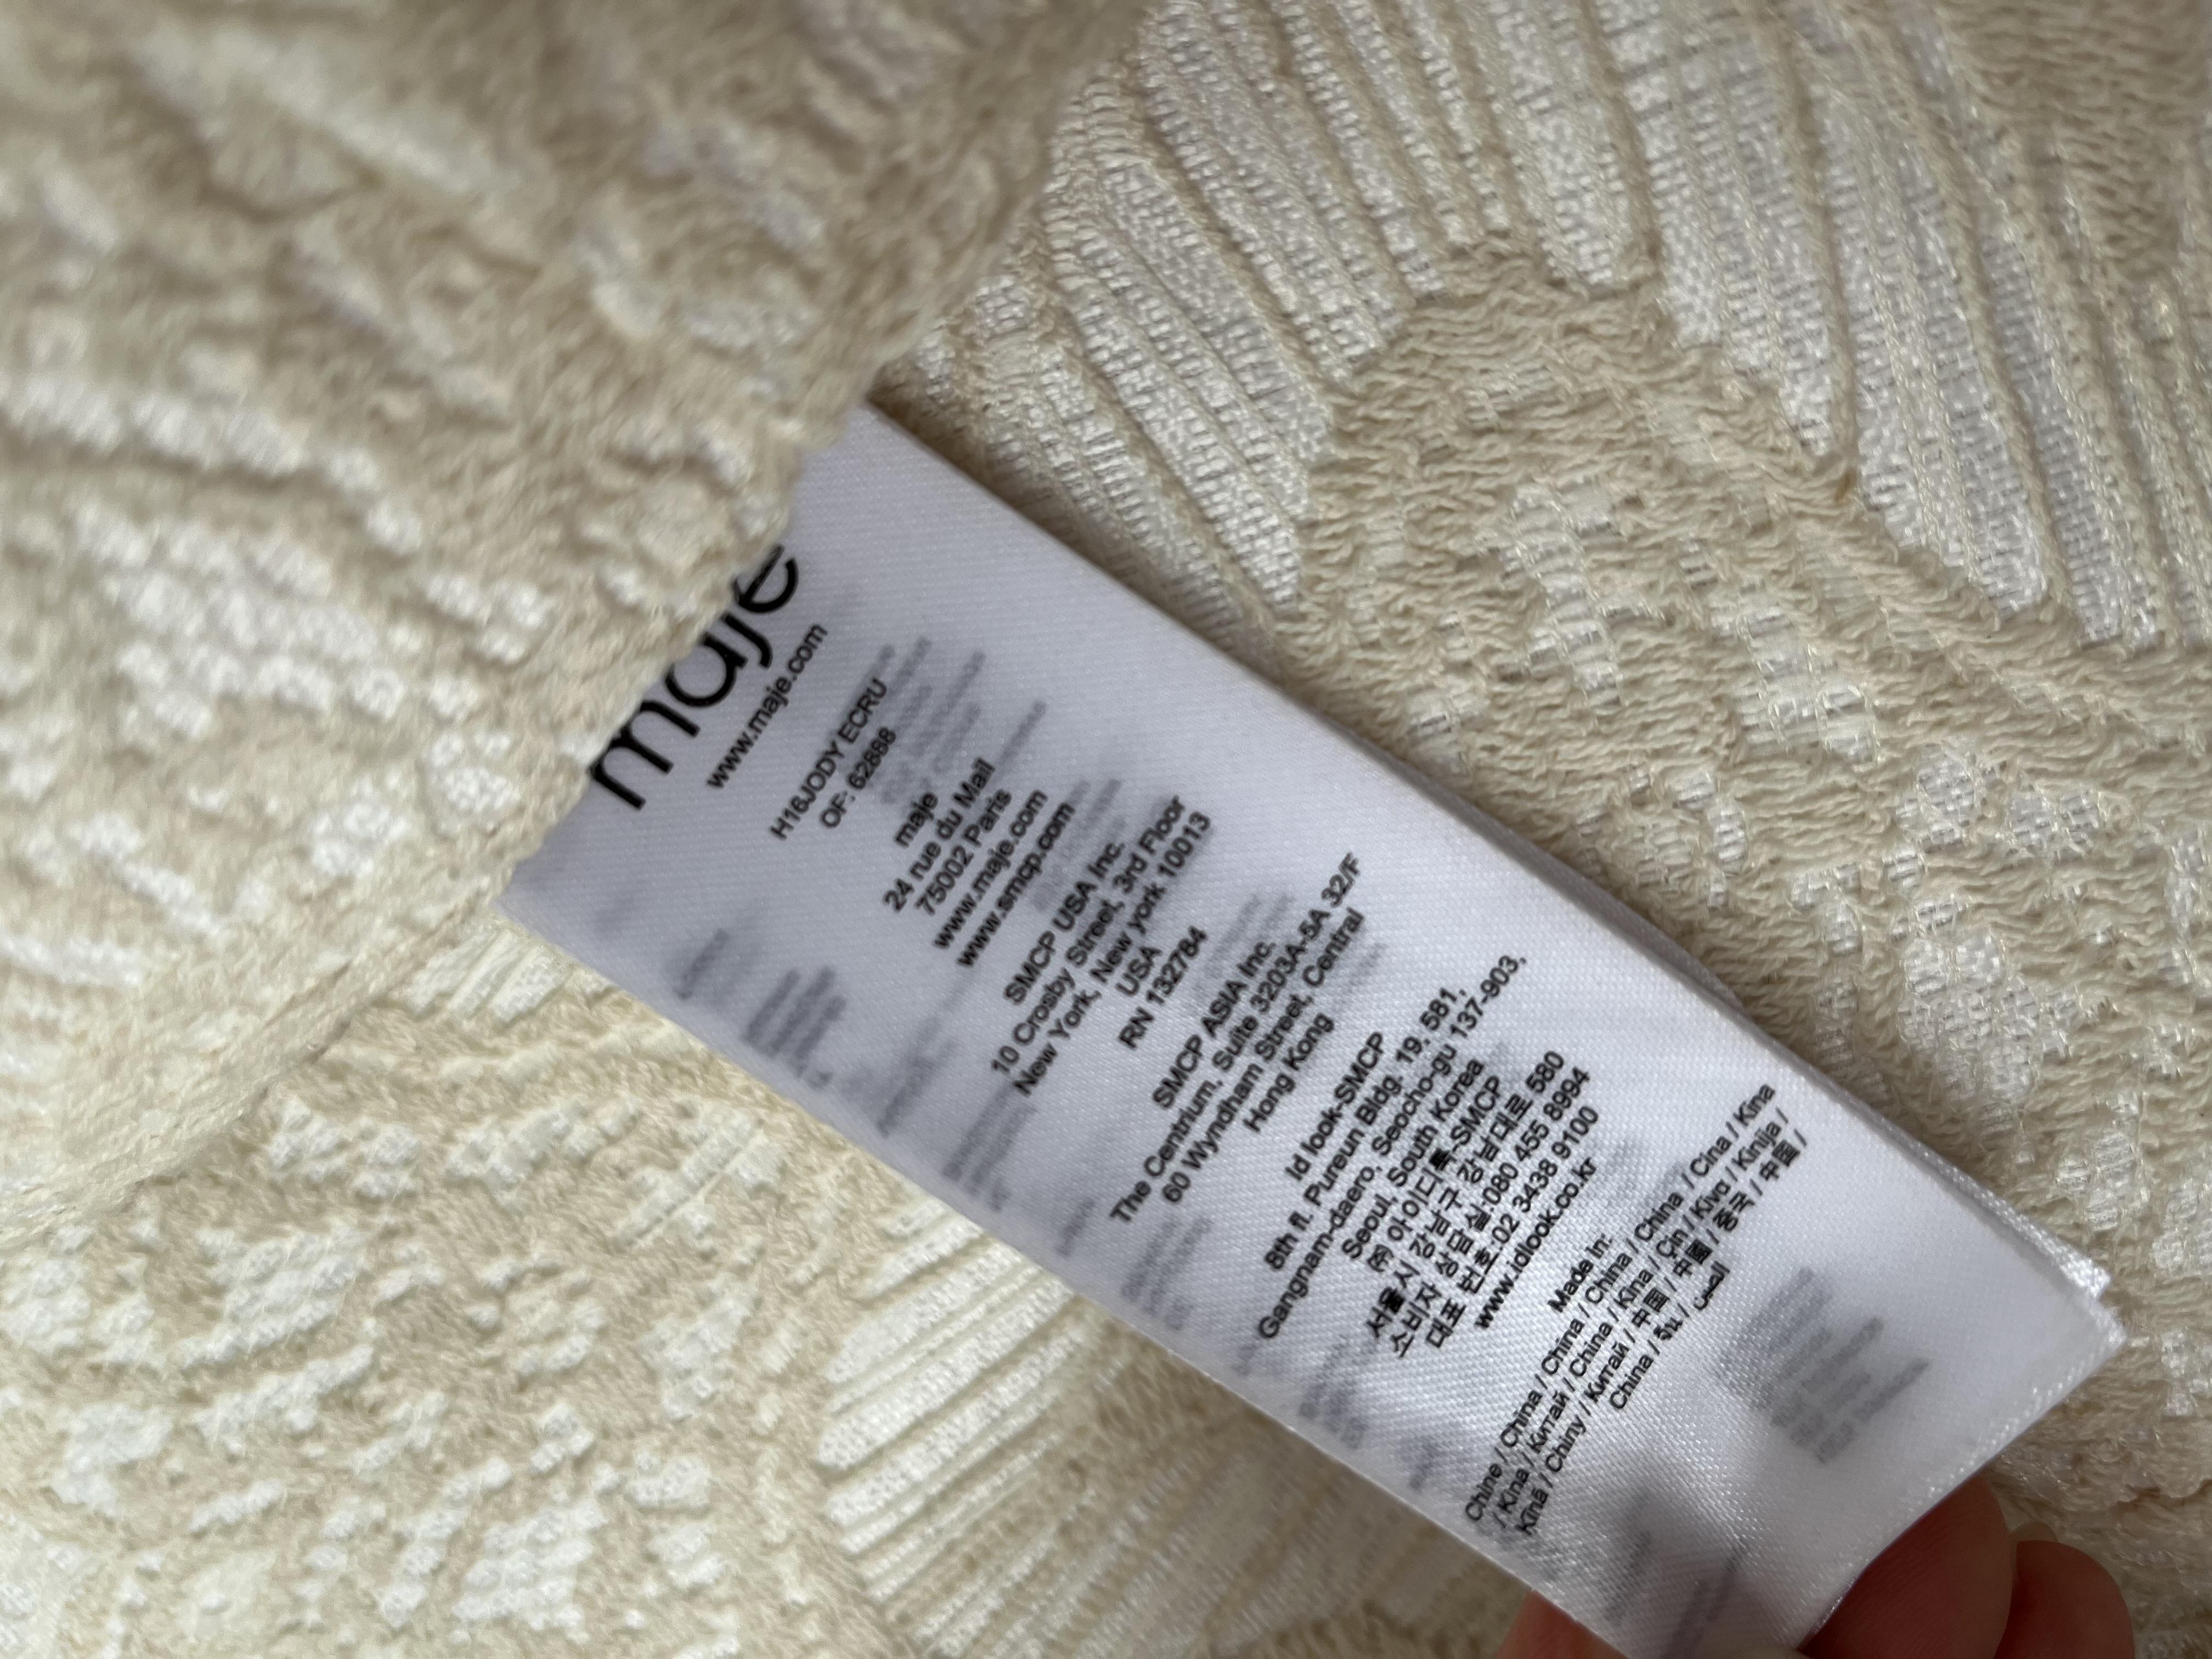 maje
www.maje.com
H16JODY ECRU
OF: 62888
maje
24 rue du Mail
75002 Paris
www.maje.com
www.smcp.com
SMCP USA Inc.
10 Crosby Street, 3rd Floor
New York, New york 10013
USA
RN 132784
SMCP ASIA Inc.
The Centrium, Suite 3203A-5A 32/F
60 Wyndham Street, Central
Hong Kong
Id look-SMCP
8th fl. Pureun Bldg. 19, 581,
Gangnam-daero, Seocho-gu 137-903,
Seoul, South Korea
㈜ 아이디룩-SMCP
서울시 강남구 강남대로 580
소비자 상담실:080 455 8994
대표 번호:02 3438 9100
www.idlook.co.kr
Made in:
Chine / China / China / China / China / China / Cina / Kina
/ Kina / Китай / China / Kina / Çin / Kína / Kinija /
Kīnā / Chiny / Китай / 中国 / 中國 / 중국 / 中国 /
China / จีน / الصين